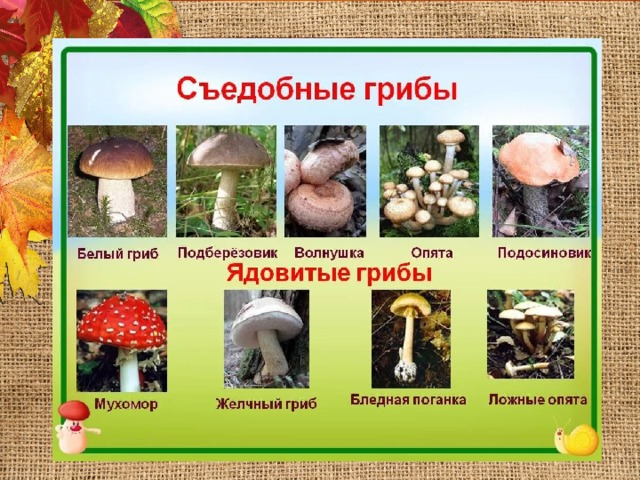 Съедобные грибы
Белый гриб Подберёзовик Волнушка Опята Подосиновик
Ядовитые грибы
Мухомор Желчный гриб Бледная поганка Ложные опята